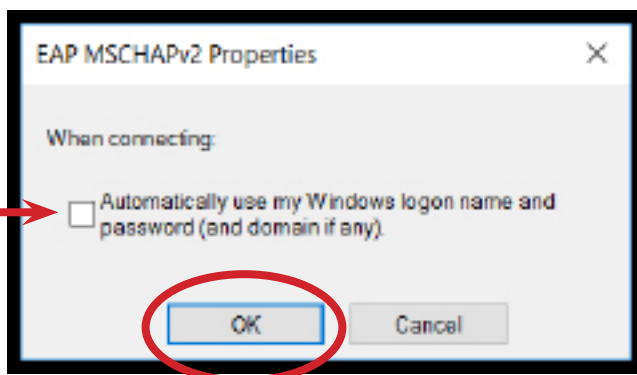 EAP MSCHAPv2 Properties
When connecting:
Automatically use my Windows logon name and
password (and domain if any).
OK
Cancel